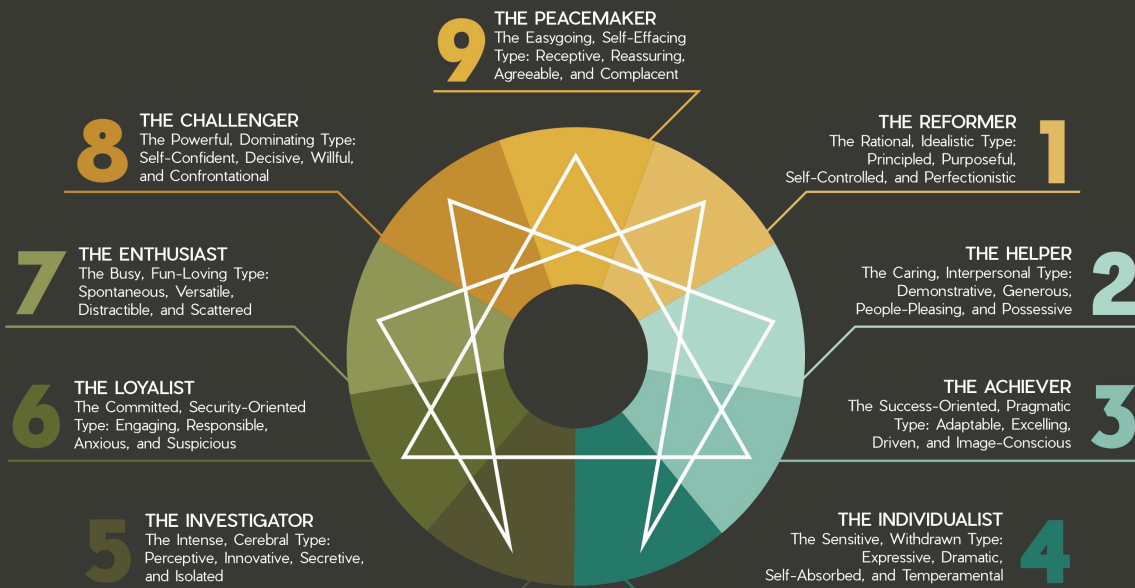 9
THE PEACEMAKER
The Easygoing, Self-Effacing
Type: Receptive, Reassuring,
Agreeable, and Complacent
8
THE CHALLENGER
The Powerful, Dominating Type:
Self-Confident, Decisive, Willful,
and Confrontational
THE REFORMER
The Rational, Idealistic Type:
Principled, Purposeful,
Self-Controlled, and Perfectionistic
1
7
THE ENTHUSIAST
The Busy, Fun-Loving Type:
Spontaneous, Versatile,
Distractible, and Scattered
THE HELPER
The Caring, Interpersonal Type:
Demonstrative, Generous,
People-Pleasing, and Possessive
2
6
THE LOYALIST
The Committed, Security-Oriented
Type: Engaging, Responsible,
Anxious, and Suspicious
THE ACHIEVER
The Success-Oriented, Pragmatic
Type: Adaptable, Excelling,
Driven, and Image-Conscious
3
5
THE INVESTIGATOR
The Intense, Cerebral Type:
Perceptive, Innovative, Secretive,
and Isolated
THE INDIVIDUALIST
The Sensitive, Withdrawn Type:
Expressive, Dramatic,
Self-Absorbed, and Temperamental
4